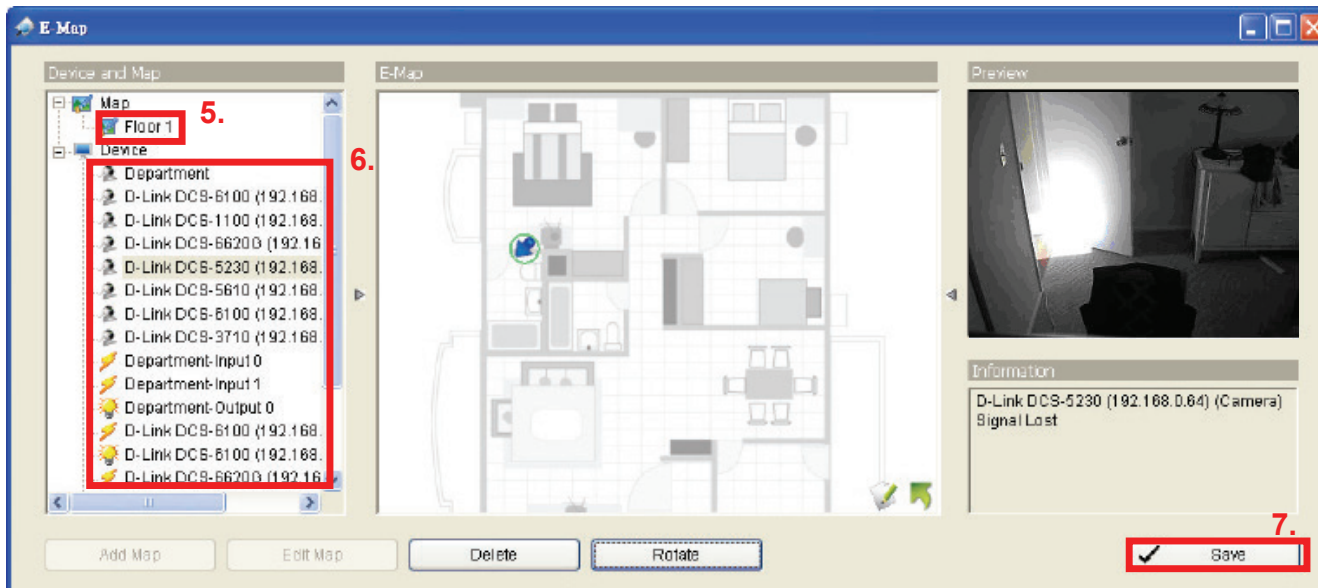 E-Map
Device and Map
Map
5.
Floor 1
Device
6.
Department
D-Link DCS-6100 (192.168.
D-Link DCS-1100 (192.168.
D-Link DCS-6620G (192.16
D-Link DCS-5230 (192.168.
D-Link DCS-5610 (192.168.
D-Link DCS-6100 (192.168.
D-Link DCS-3710 (192.168.
Department-Input 0
Department-Input 1
Department-Output 0
D-Link DCS-6100 (192.168.
D-Link DCS-6100 (192.168.
D-Link DCS-6620G (192.16
E-Map
Preview
Information
D-Link DCS-5230 (192.168.0.64) (Camera)
Signal Lost
7.
Add Map
Edit Map
Delete
Rotate
Save